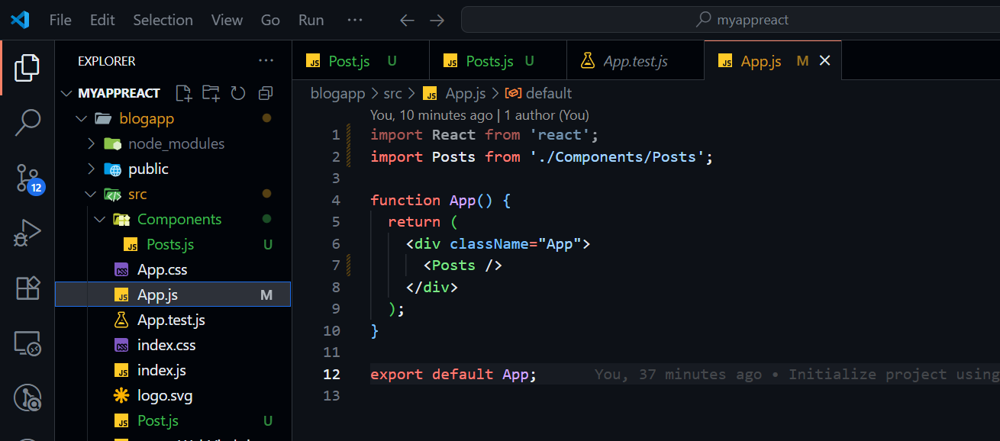 File Edit Selection View Go Run ··· myappreact
EXPLORER ···
MYAPPREACT
blogapp
node_modules
public
src
Components
Posts.js U
App.css
App.js M
App.test.js
index.css
index.js
logo.svg
Post.js U
12
Post.js U Posts.js U App.test.js App.js M
blogapp > src > App.js > default
You, 10 minutes ago | 1 author (You)
1 import React from 'react';
2 import Posts from './Components/Posts';
3
4 function App() {
5 return (
6 <div className="App">
7 <Posts />
8 </div>
9 );
10 }
11
12 export default App; You, 37 minutes ago • Initialize project using
13